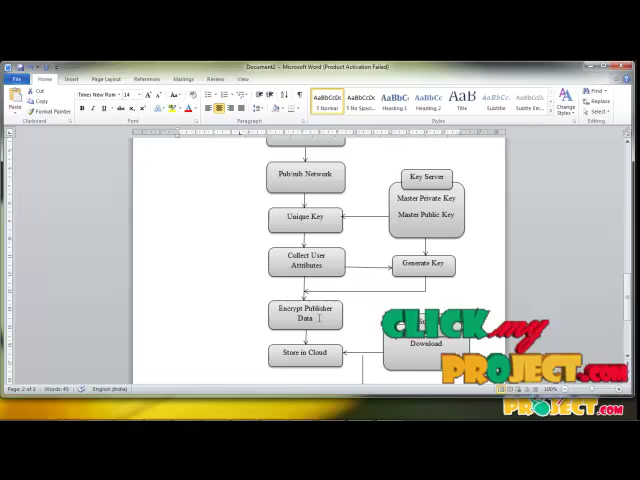 Document2 - Microsoft Word (Product Activation Failed)
File Home Insert Page Layout References Mailings Review View
Paste Cut Copy Format Painter
Times New Rom 14
AaBbCcDc AaBbCcDc AaBbC AaBbCc AaB AaBbCc. AaBbCcDc
¶ Normal ¶ No Spac... Heading 1 Heading 2 Title Subtitle Subtle Em...
Change Styles
Find Replace Select
Clipboard Font Paragraph Styles Editing
Pub/sub Network
Key Server
Master Private Key
Master Public Key
Unique Key
Collect User
Attributes
Generate Key
Encrypt Publisher
Data
Download
Store in Cloud
CLICK my
PROJECT.COM
Page: 2 of 2 Words: 45 English (India) 100%
PROJECT.COM